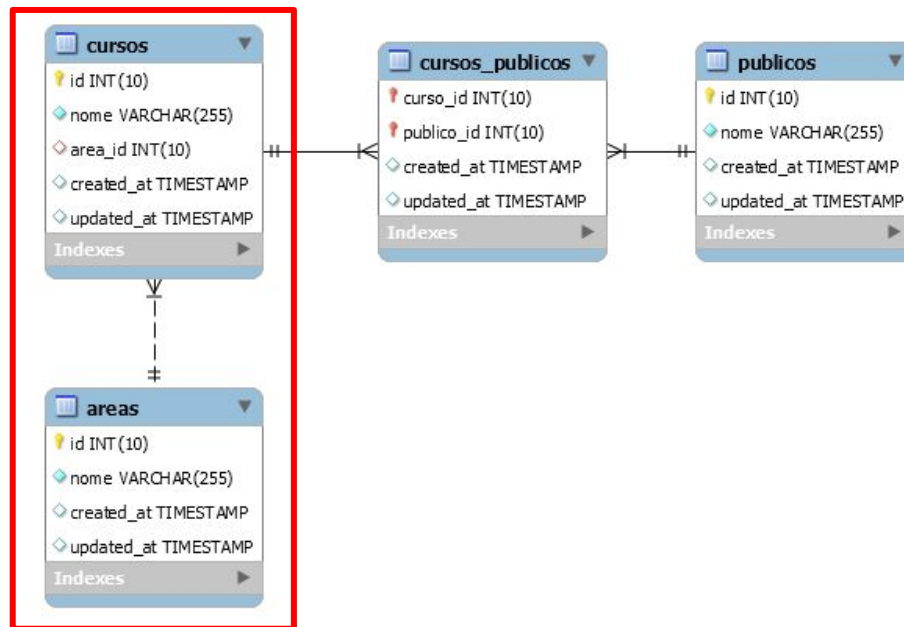 cursos
id INT(10)
nome VARCHAR(255)
area_id INT(10)
created_at TIMESTAMP
updated_at TIMESTAMP
Indexes
cursos_publicos
curso_id INT(10)
publico_id INT(10)
created_at TIMESTAMP
updated_at TIMESTAMP
Indexes
publicos
id INT(10)
nome VARCHAR(255)
created_at TIMESTAMP
updated_at TIMESTAMP
Indexes
areas
id INT(10)
nome VARCHAR(255)
created_at TIMESTAMP
updated_at TIMESTAMP
Indexes